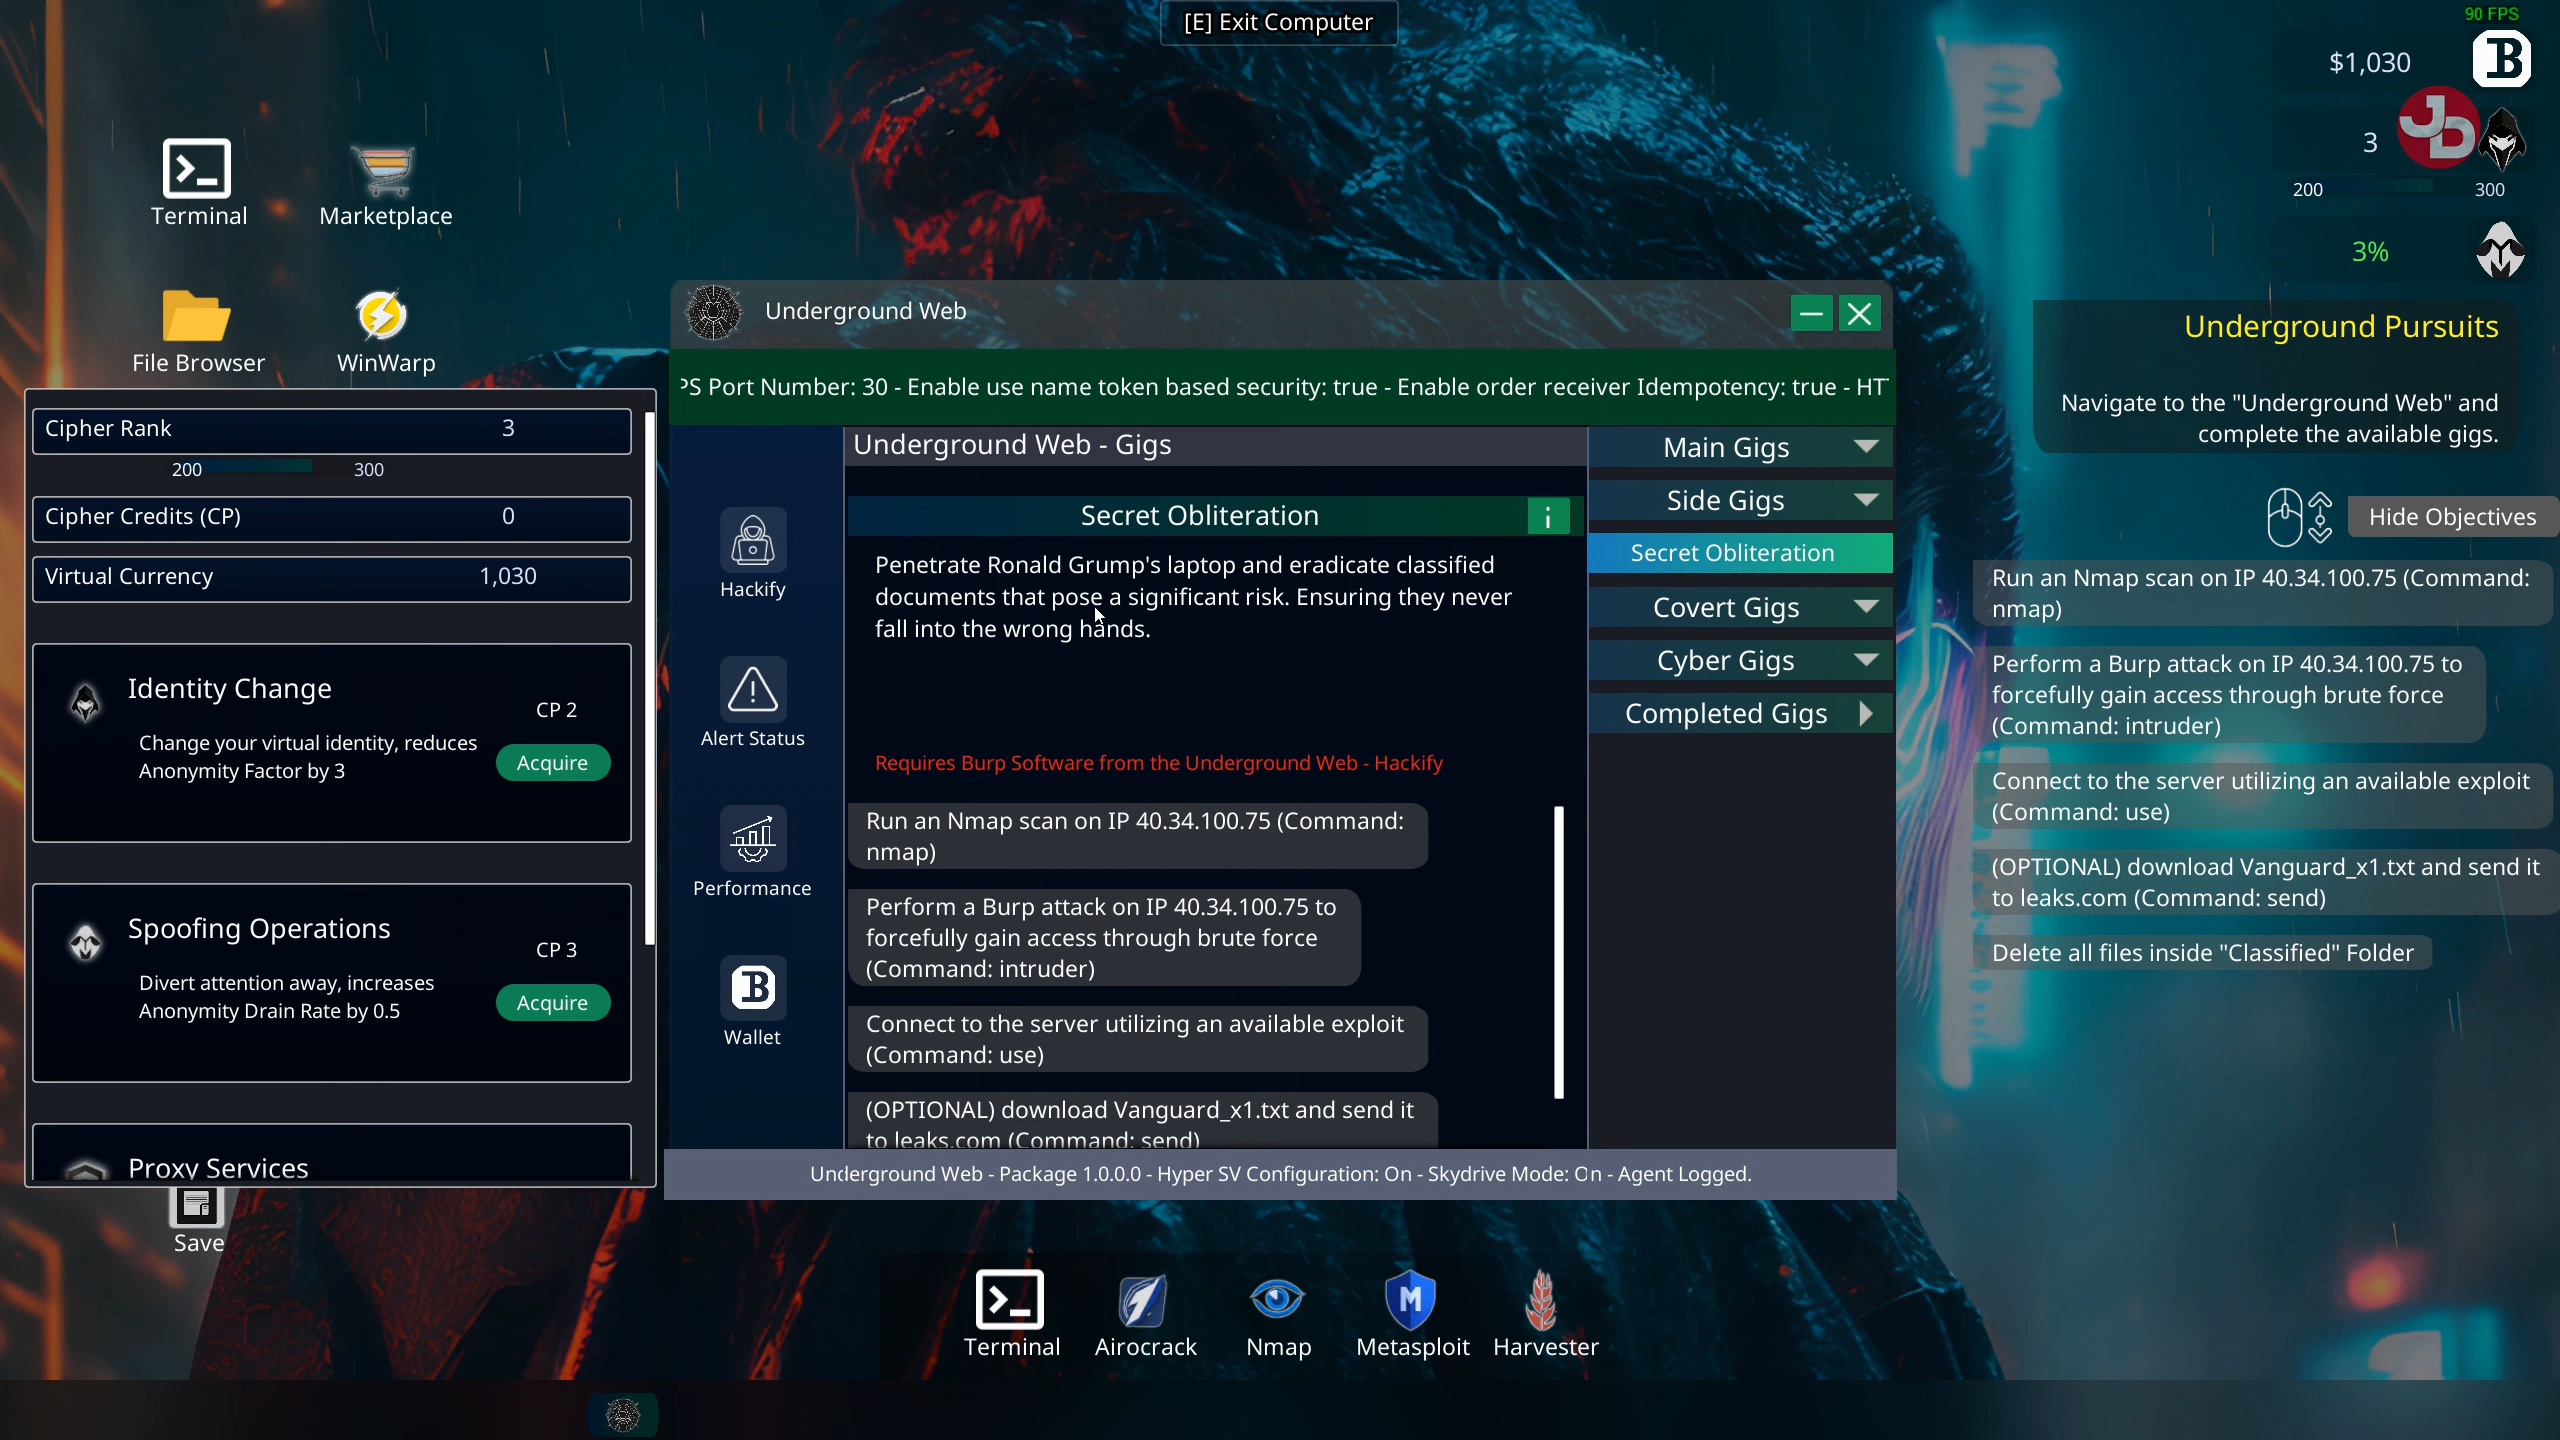 [E] Exit Computer
90 FPS
$1,030
3
200
300
3%
Terminal
Marketplace
File Browser
WinWarp
Cipher Rank
3
200
300
Cipher Credits (CP)
0
Virtual Currency
1,030
Identity Change
CP 2
Change your virtual identity, reduces
Anonymity Factor by 3
Acquire
Spoofing Operations
CP 3
Divert attention away, increases
Anonymity Drain Rate by 0.5
Acquire
Proxy Services
Save
Underground Web
PS Port Number: 30 - Enable use name token based security: true - Enable order receiver Idempotency: true - HT
Hackify
Alert Status
Performance
Wallet
Underground Web - Gigs
Secret Obliteration
i
Penetrate Ronald Grump's laptop and eradicate classified
documents that pose a significant risk. Ensuring they never
fall into the wrong hands.
Requires Burp Software from the Underground Web - Hackify
Run an Nmap scan on IP 40.34.100.75 (Command:
nmap)
Perform a Burp attack on IP 40.34.100.75 to
forcefully gain access through brute force
(Command: intruder)
Connect to the server utilizing an available exploit
(Command: use)
(OPTIONAL) download Vanguard_x1.txt and send it
to leaks.com (Command: send)
Main Gigs
Side Gigs
Secret Obliteration
Covert Gigs
Cyber Gigs
Completed Gigs
Underground Web - Package 1.0.0.0 - Hyper SV Configuration: On - Skydrive Mode: On - Agent Logged.
Underground Pursuits
Navigate to the "Underground Web" and
complete the available gigs.
Hide Objectives
Run an Nmap scan on IP 40.34.100.75 (Command:
nmap)
Perform a Burp attack on IP 40.34.100.75 to
forcefully gain access through brute force
(Command: intruder)
Connect to the server utilizing an available exploit
(Command: use)
(OPTIONAL) download Vanguard_x1.txt and send it
to leaks.com (Command: send)
Delete all files inside "Classified" Folder
Terminal
Airocrack
Nmap
Metasploit
Harvester